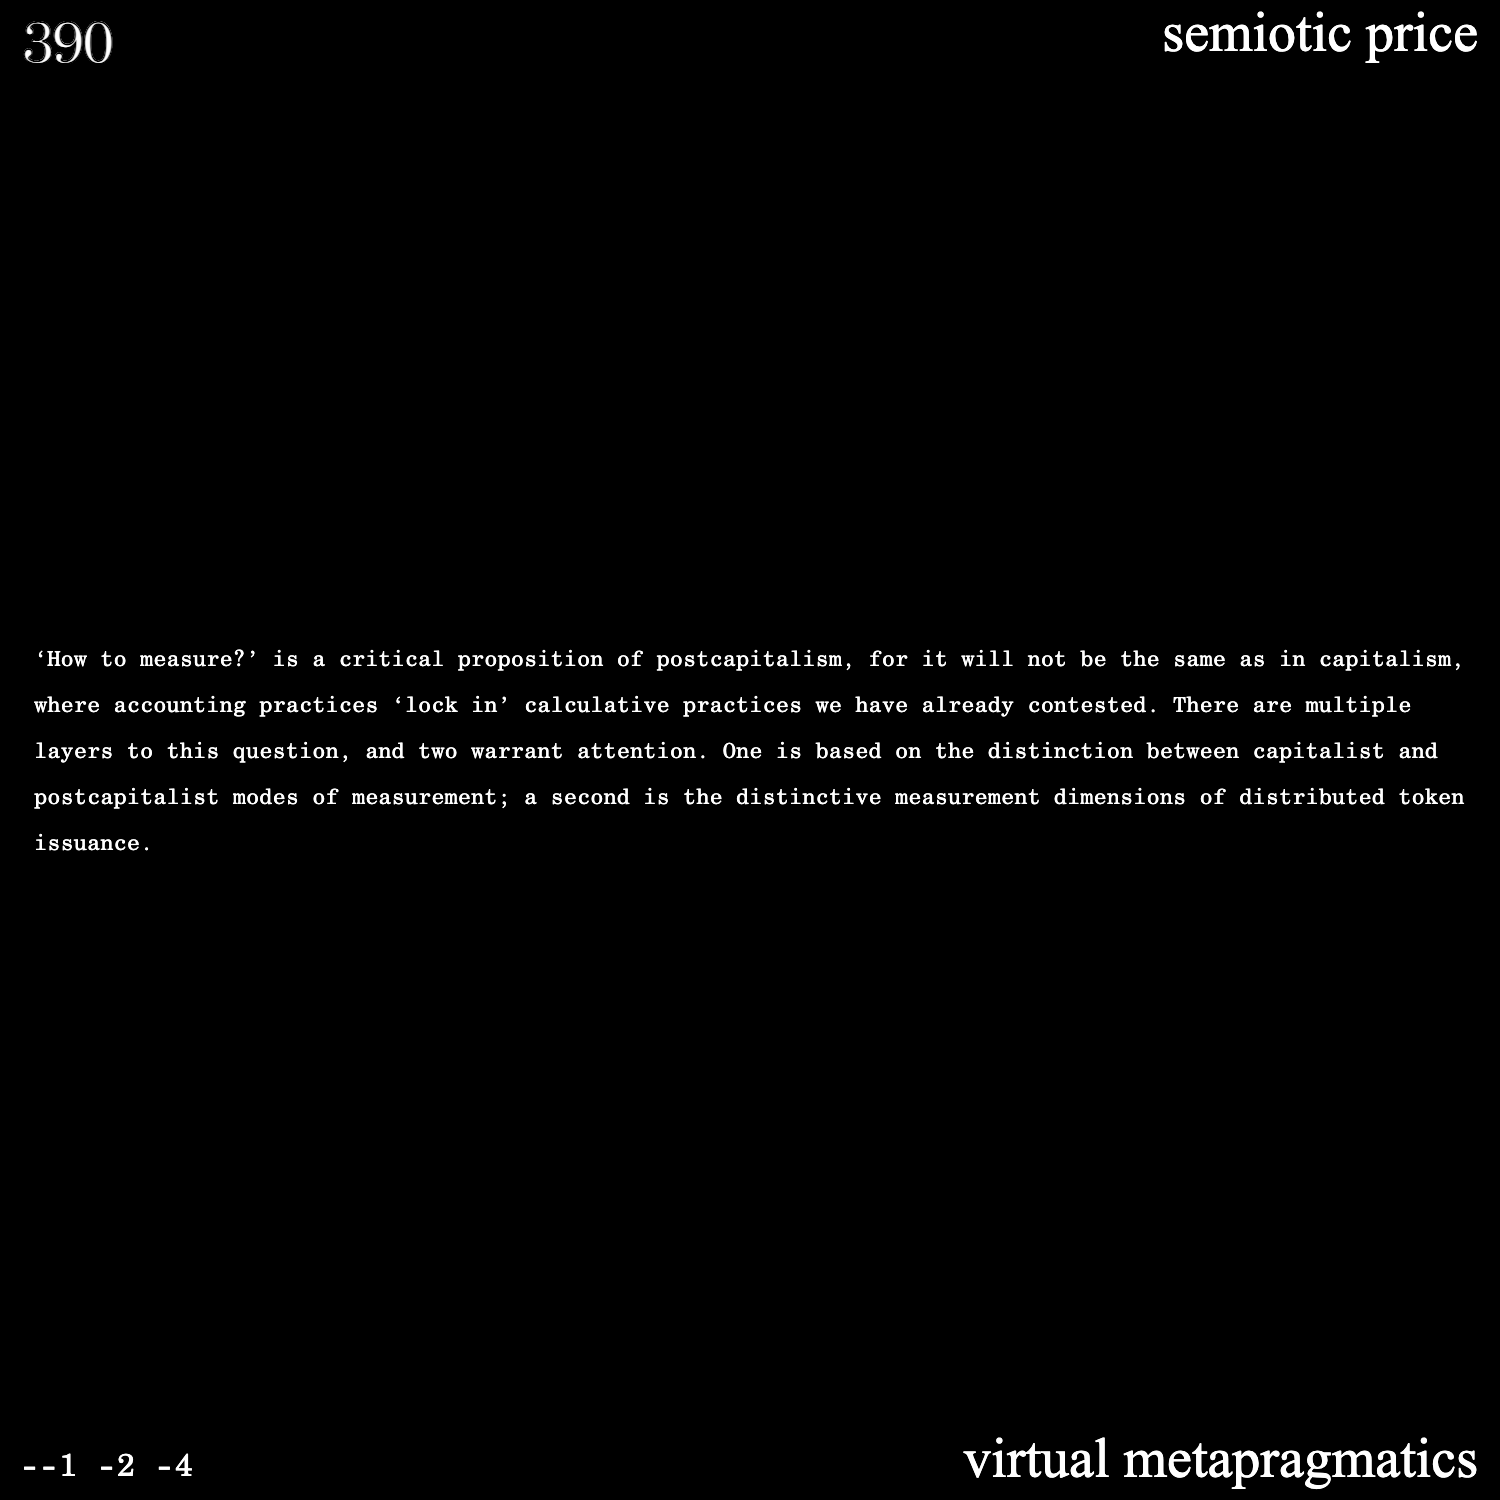 390
semiotic price
‘How to measure?’ is a critical proposition of postcapitalism, for it will not be the same as in capitalism,
where accounting practices ‘lock in’ calculative practices we have already contested. There are multiple
layers to this question, and two warrant attention. One is based on the distinction between capitalist and
postcapitalist modes of measurement; a second is the distinctive measurement dimensions of distributed token
issuance.
--1 -2 -4
virtual metapragmatics